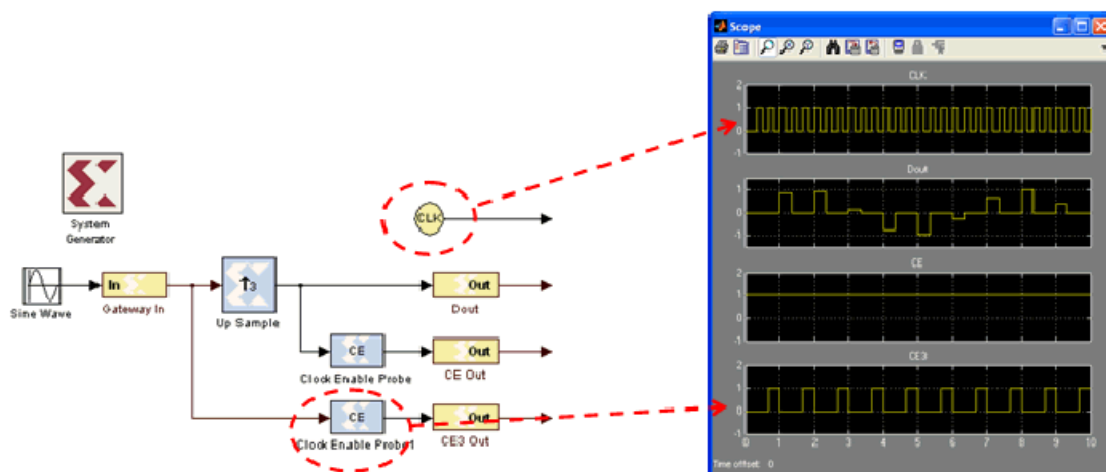 System
Generator
Sine Wave
In
Gateway In
↑3
Up Sample
CLK
Out
Dout
CE
Clock Enable Probe
Out
CE Out
CE
Clock Enable Probe1
Out
CE3 Out
Scope
CLK
2
1
0
-1
Dout
1
0
-1
CE
2
1
0
-1
2
1
0
-1
0 1 2 3 4 5 6 7 8 9 10
Time offset: 0